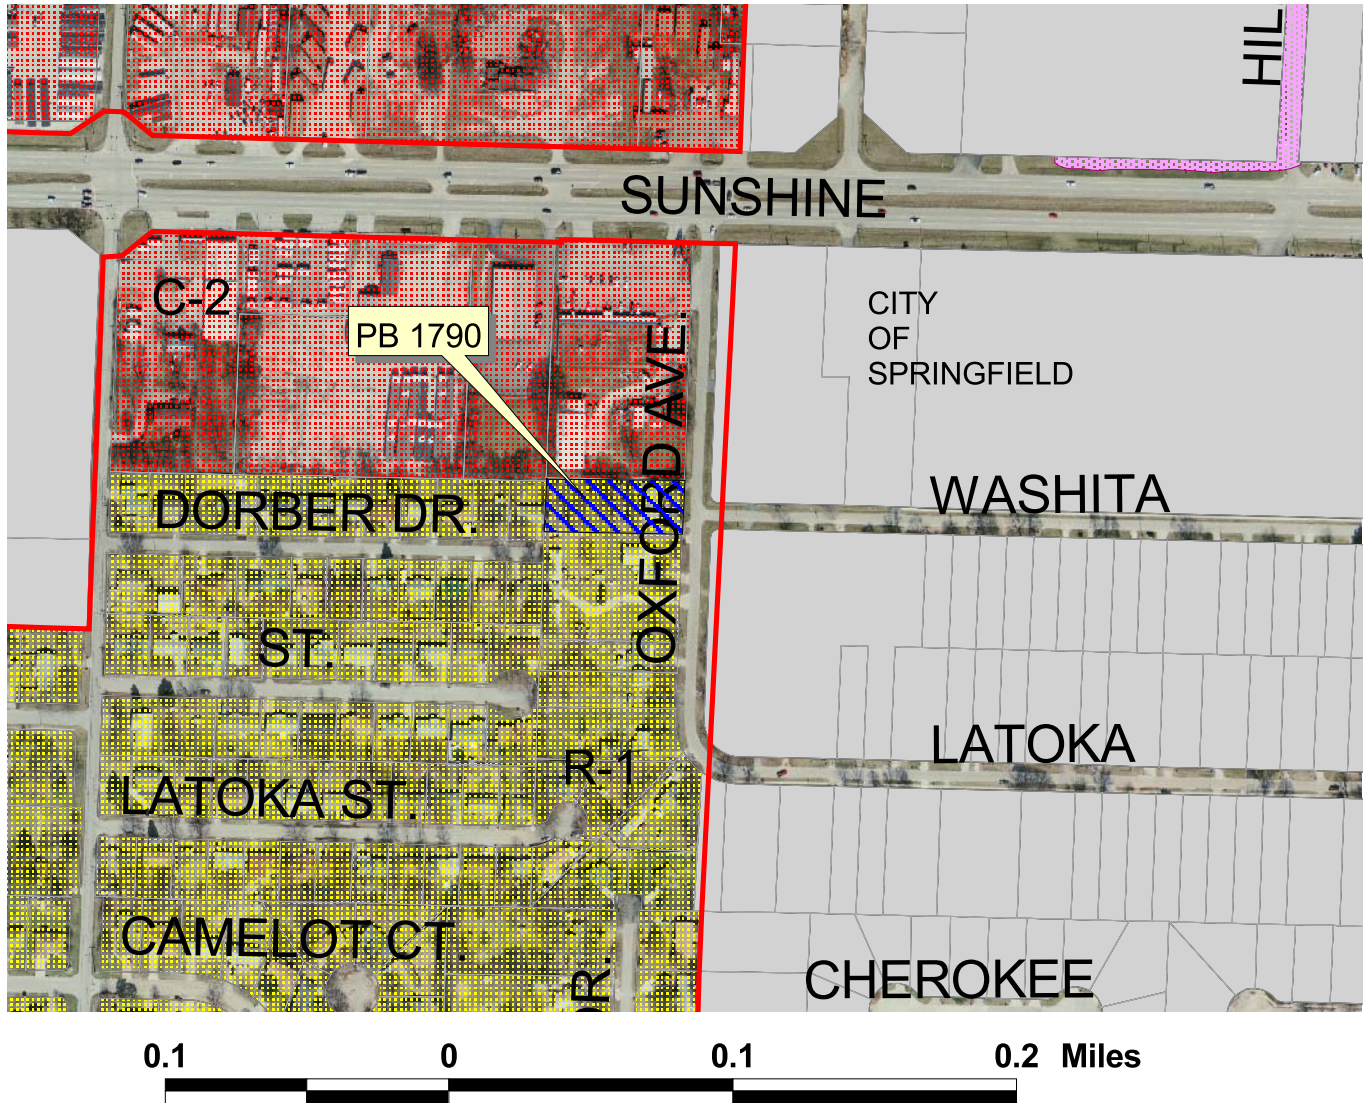 HIL
SUNSHINE
C-2
PB 1790
CITY
OF
SPRINGFIELD
OXFORD AVE.
DORBER DR.
WASHITA
ST.
R-1
LATOKA
LATOKA ST.
CAMELOT CT.
DR.
CHEROKEE
0.1 0 0.1 0.2 Miles